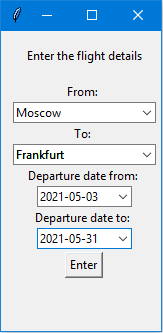 Enter the flight details
From:
Moscow
To:
Frankfurt
Departure date from:
2021-05-03
Departure date to:
2021-05-31
Enter